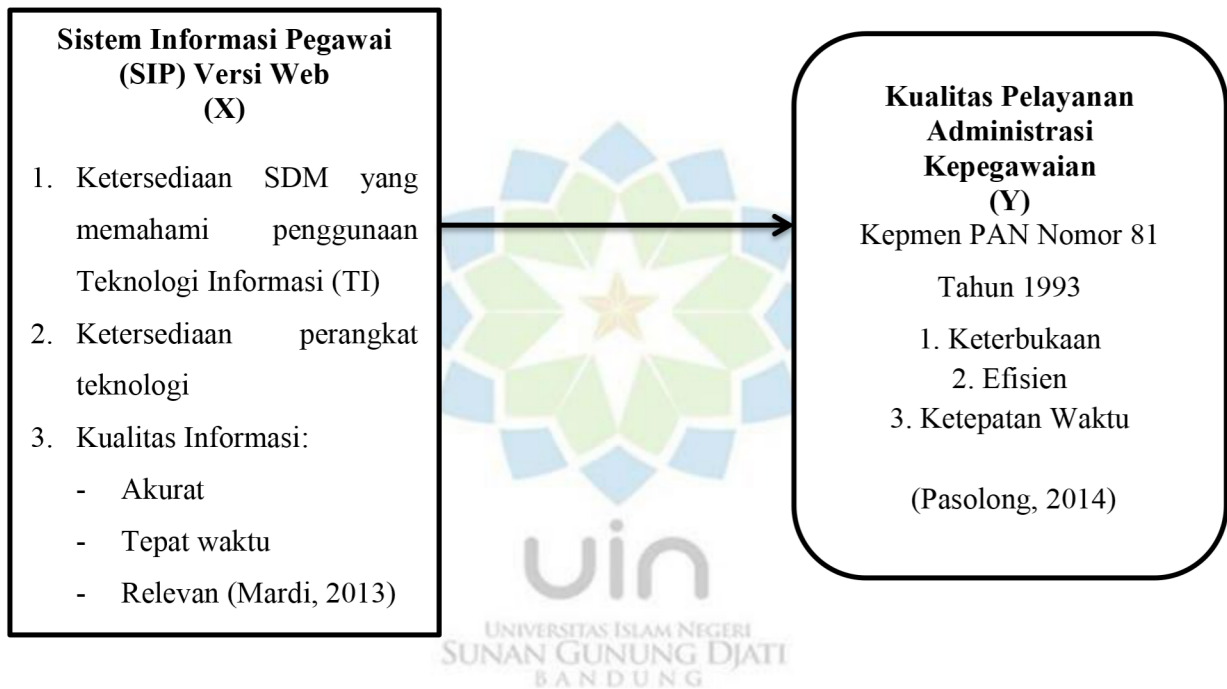 Sistem Informasi Pegawai
(SIP) Versi Web
(X)
1. Ketersediaan SDM yang
memahami penggunaan
Teknologi Informasi (TI)
2. Ketersediaan perangkat
teknologi
3. Kualitas Informasi:
- Akurat
- Tepat waktu
- Relevan (Mardi, 2013)
Kualitas Pelayanan
Administrasi
Kepegawaian
(Y)
Kepmen PAN Nomor 81
Tahun 1993
1. Keterbukaan
2. Efisien
3. Ketepatan Waktu
(Pasolong, 2014)
uin
UNIVERSITAS ISLAM NEGERI
SUNAN GUNUNG DJATI
BANDUNG